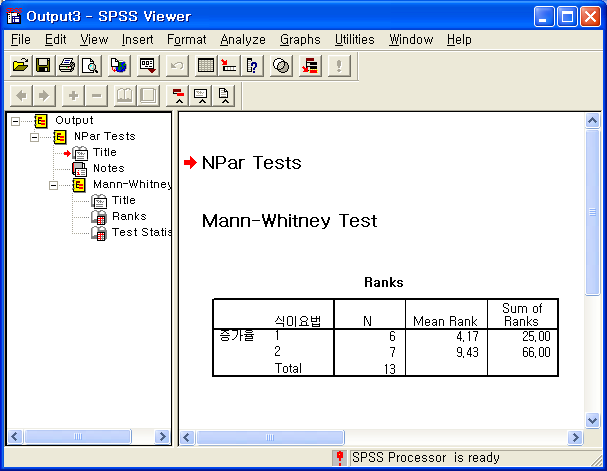 Output3 - SPSS Viewer
File Edit View Insert Format Analyze Graphs Utilities Window Help
Output
NPar Tests
Title
Notes
Mann-Whitney
Title
Ranks
Test Statis
NPar Tests
Mann-Whitney Test
Ranks
식이요법 N Mean Rank Sum of Ranks
증가율 1 6 4,17 25,00
2 7 9,43 66,00
Total 13
SPSS Processor is ready